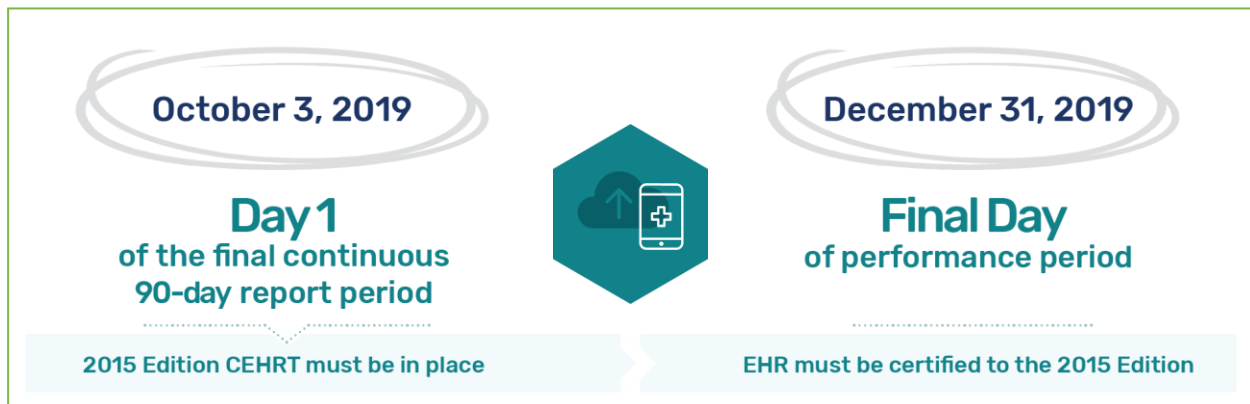 October 3, 2019
Day 1
of the final continuous
90-day report period
2015 Edition CEHRT must be in place
December 31, 2019
Final Day
of performance period
EHR must be certified to the 2015 Edition